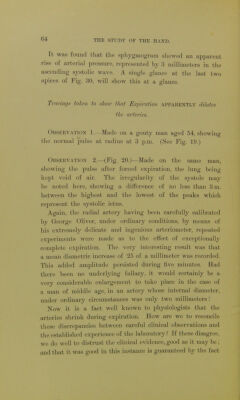 64 THE STUDY OF THE HAND.
It was found that the sphygmogram showed an apparent
rise of arterial pressure, represented by 3 millimeters in the
ascending systolic wave. A single glance at the last two
apices of Fig. 30, will show this at a glance.
Tracings taken to show that Expiration APPARENTLY dilates
the arteries.
OBSERVATION 1.—Made on a gouty man aged 54, showing
the normal pulse at radius at 3 p.m. (See Fig. 19.)
OBSERVATION 2.—(Fig 20.)—Made on the same man,
showing the pulse after forced expiration, the lung being
kept void of air. The irregularity of the systole may
be noted here, showing a difference of no less than 3 m.
between the highest and the lowest of the peaks which
represent the systolic ictus.
Again, the radial artery having been carefully calibrated
by George Oliver, under ordinary conditions, by means of
his extremely delicate and ingenious arteriometer, repeated
experiments were made as to the effect of exceptionally
complete expiration. The very interesting result was that
a mean diametric increase of 25 of a millimetre was recorded.
This added amplitude persisted during five minutes. Had
there been no underlying fallacy, it would certainly be a
very considerable enlargement to take place in the case of
a man of middle age, in an artery whose internal diameter,
under ordinary circumstances was only two millimetres!
Now it is a fact well known to physiologists that the
arteries shrink during expiration. How are we to reconcile
these discrepancies between careful clinical observations and
the established experience of the laboratory? If these disagree,
we do well to distrust the clinical evidence, good as it may be;
and that it was good in this instance is guaranteed by the fact